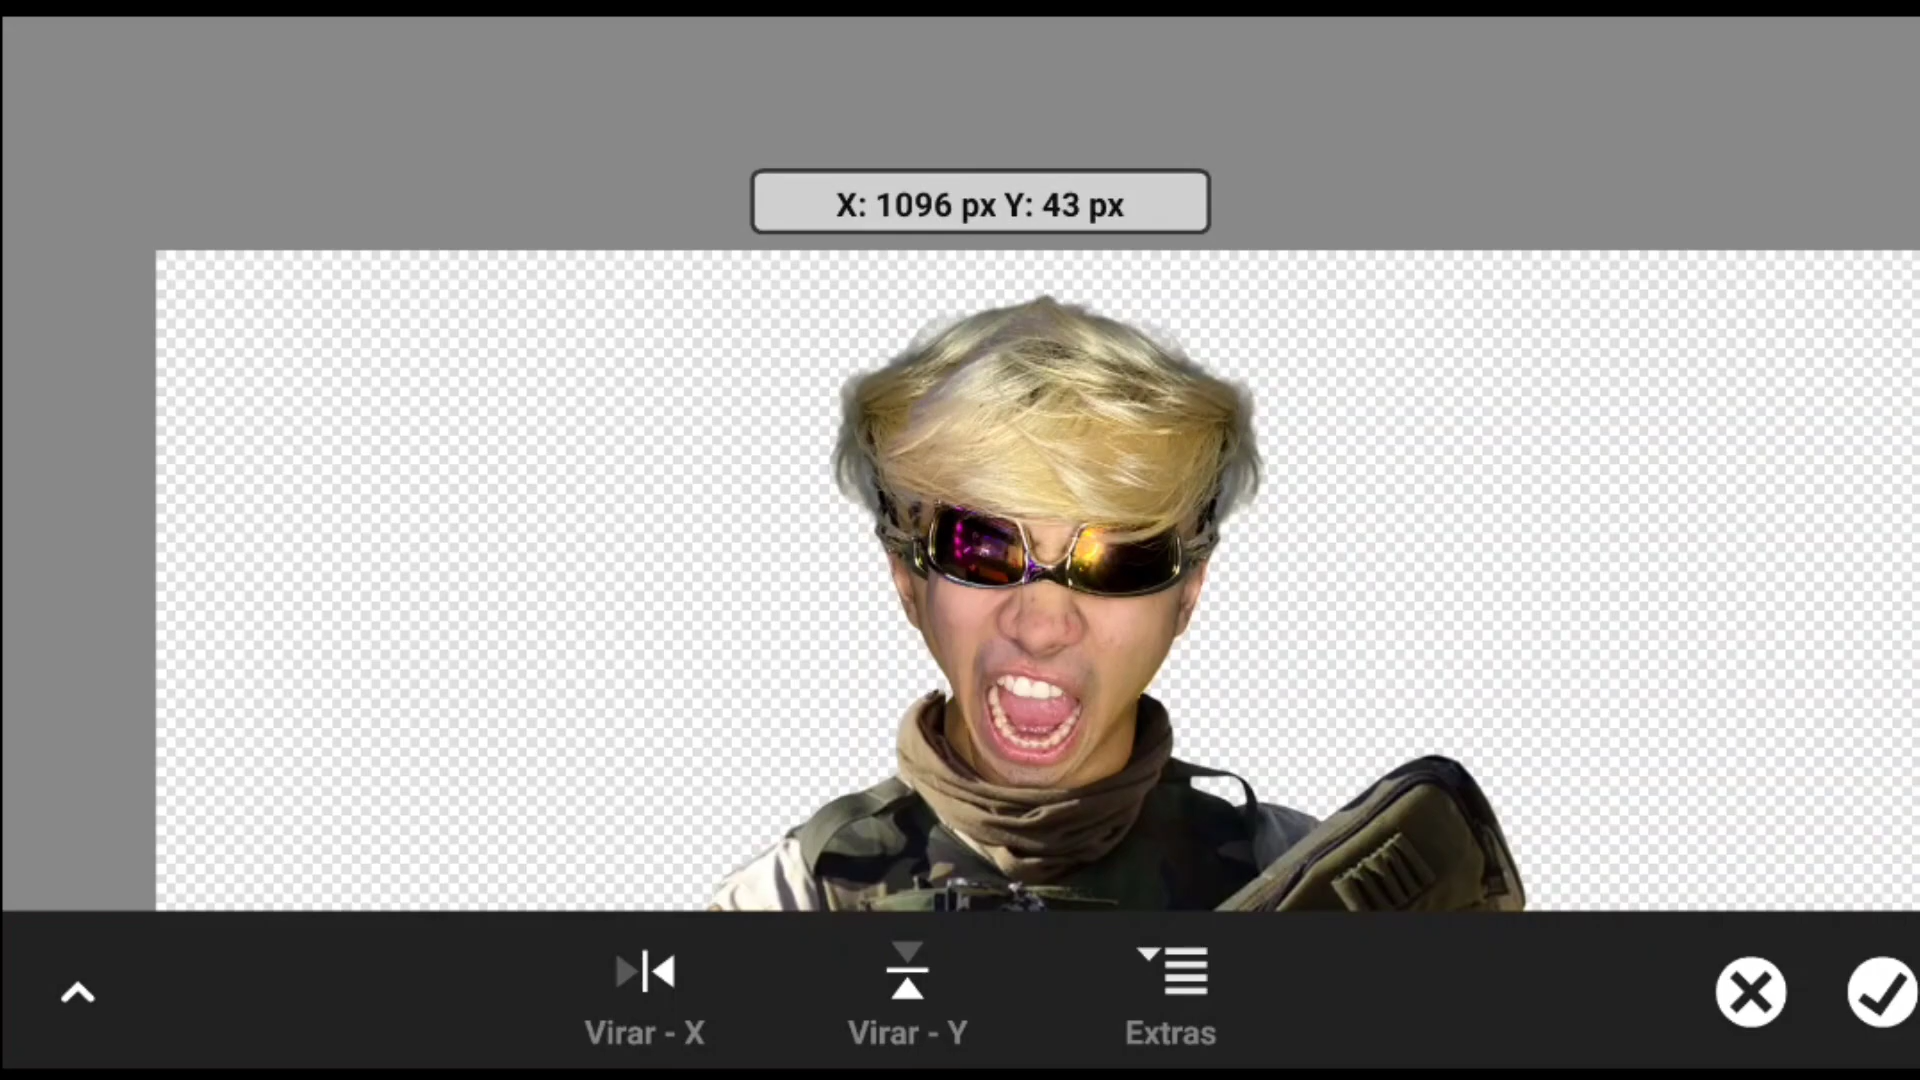 X: 1096 px Y: 43 px
Virar - X
Virar - Y
Extras